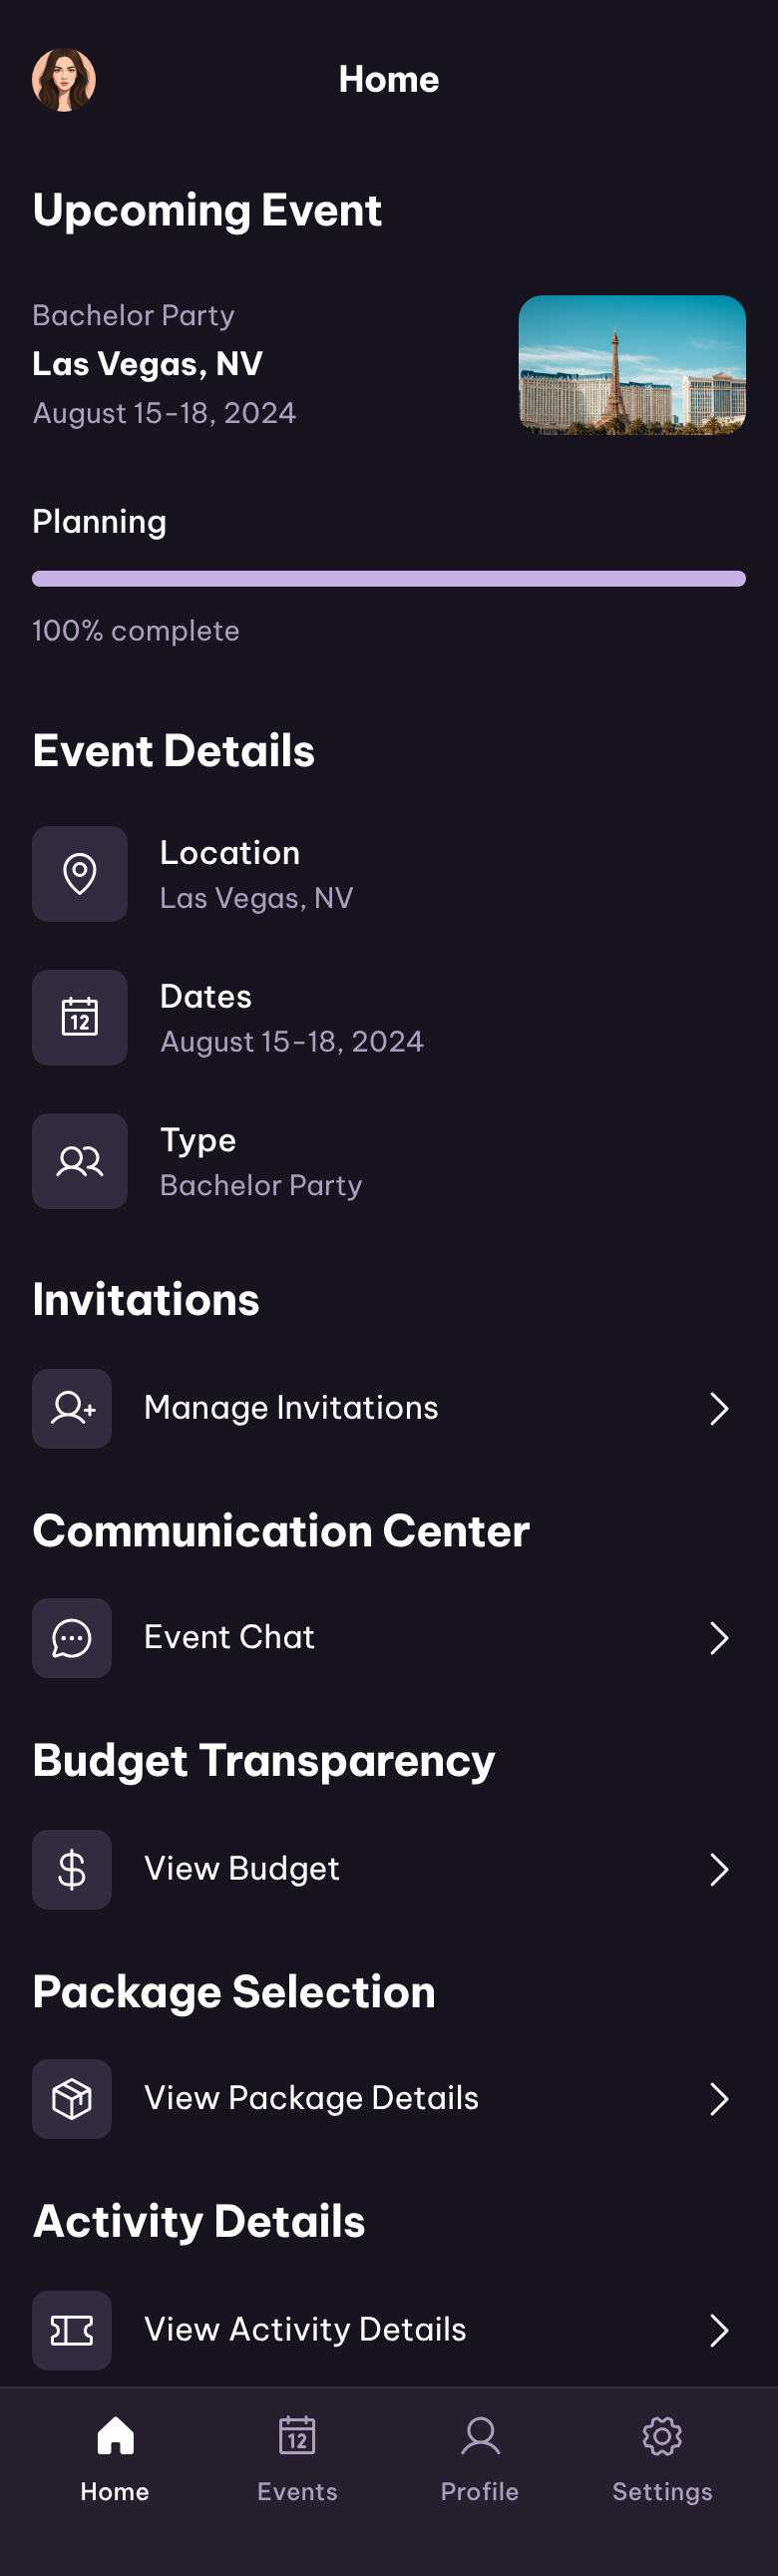 Home
Upcoming Event
Bachelor Party
Las Vegas, NV
August 15-18, 2024
Planning
100% complete
Event Details
Location
Las Vegas, NV
12
Dates
August 15-18, 2024
Type
Bachelor Party
Invitations
Manage Invitations
Communication Center
Event Chat
Budget Transparency
$
View Budget
Package Selection
View Package Details
Activity Details
View Activity Details
12
Home Events Profile Settings